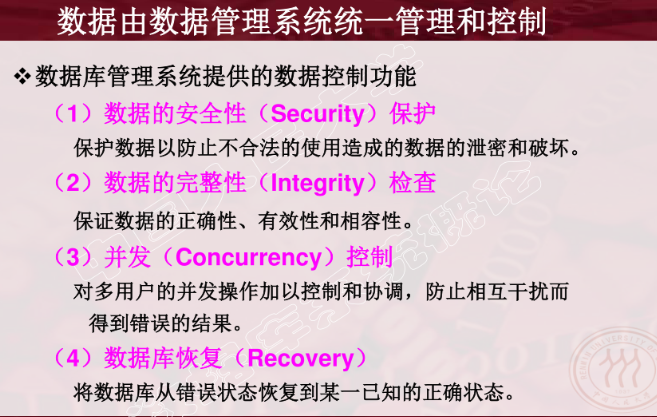 数据由数据管理系统统一管理和控制
❖数据库管理系统提供的数据控制功能
（1）数据的安全性（Security）保护
保护数据以防止不合法的使用造成的数据的泄密和破坏。
（2）数据的完整性（Integrity）检查
保证数据的正确性、有效性和相容性。
（3）并发（Concurrency）控制
对多用户的并发操作加以控制和协调，防止相互干扰而
得到错误的结果。
（4）数据库恢复（Recovery）
将数据库从错误状态恢复到某一已知的正确状态。